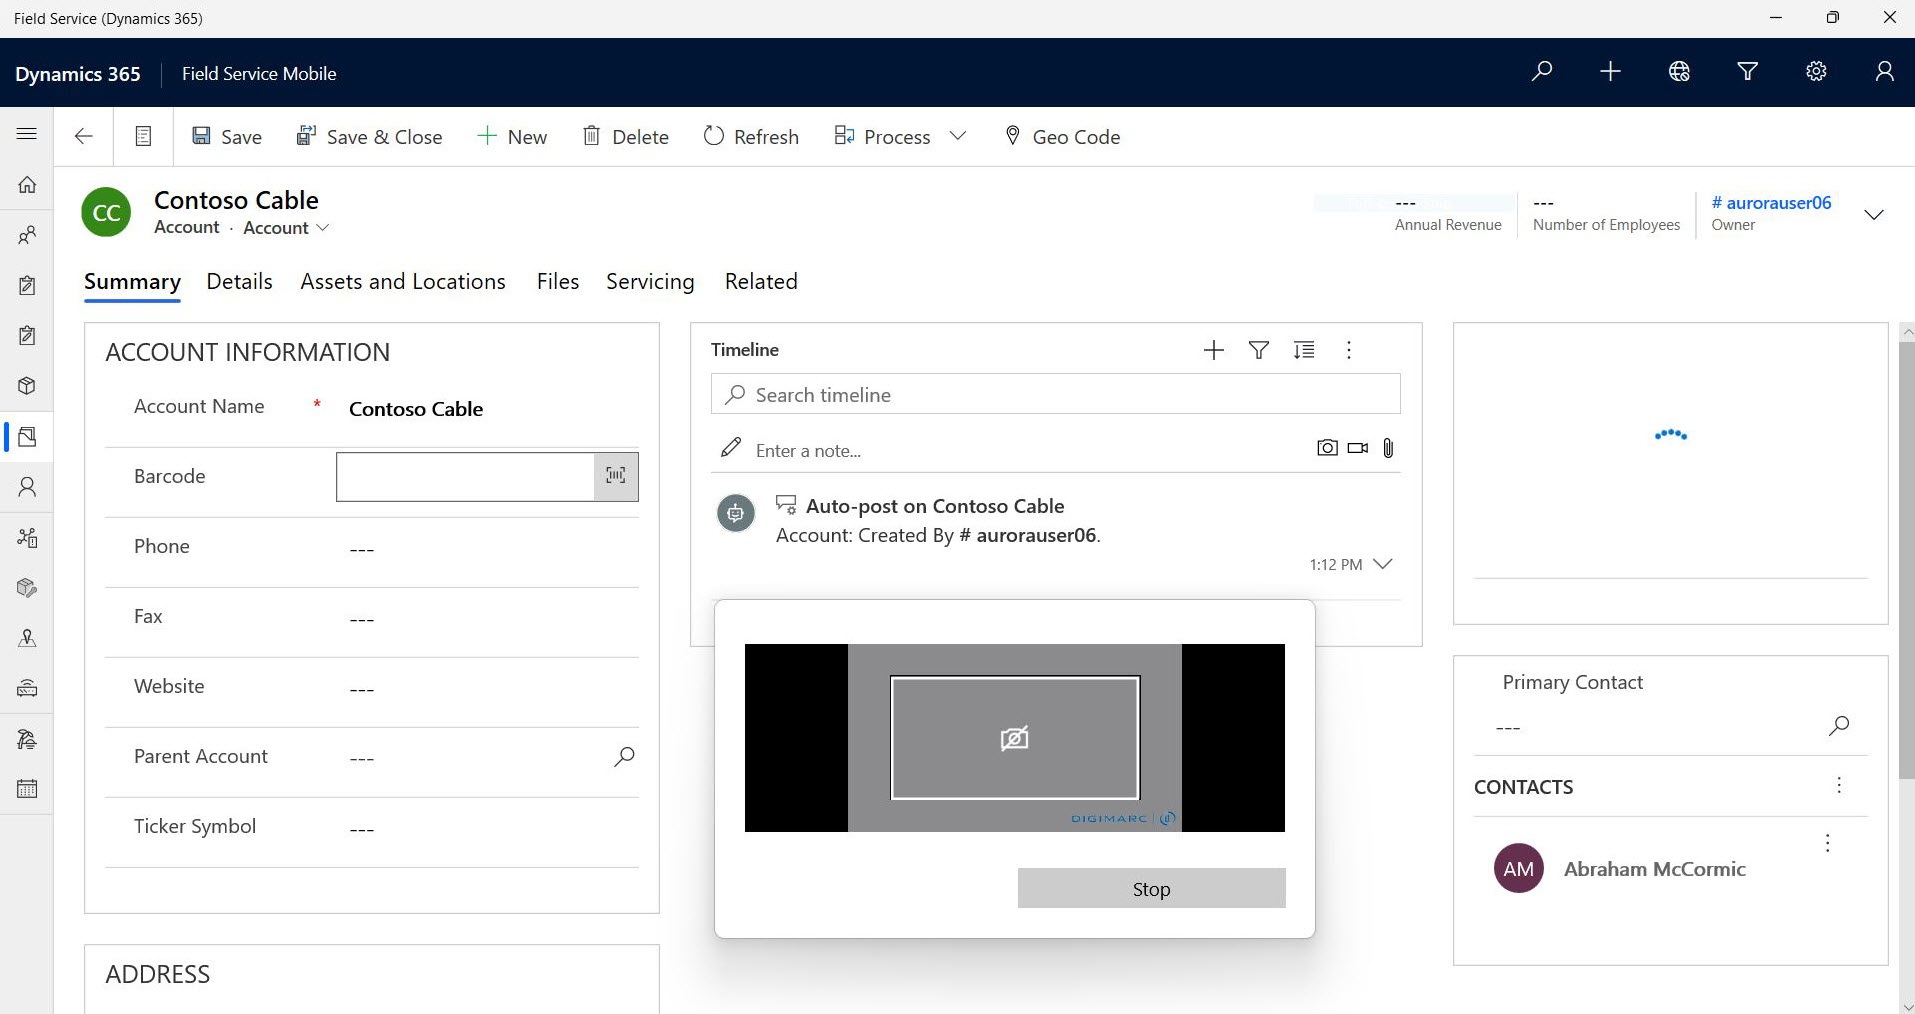 Field Service (Dynamics 365)
Dynamics 365
Field Service Mobile
Save
Save & Close
New
Delete
Refresh
Process
Geo Code
CC
Contoso Cable
Account · Account
---
Annual Revenue
---
Number of Employees
# aurorauser06
Owner
Summary
Details
Assets and Locations
Files
Servicing
Related
ACCOUNT INFORMATION
Account Name * Contoso Cable
Barcode
Phone ---
Fax ---
Website ---
Parent Account ---
Ticker Symbol ---
ADDRESS
Timeline
Search timeline
Enter a note...
Auto-post on Contoso Cable
Account: Created By # aurorauser06.
1:12 PM
DIGIMARC
Stop
Primary Contact
---
CONTACTS
AM Abraham McCormic